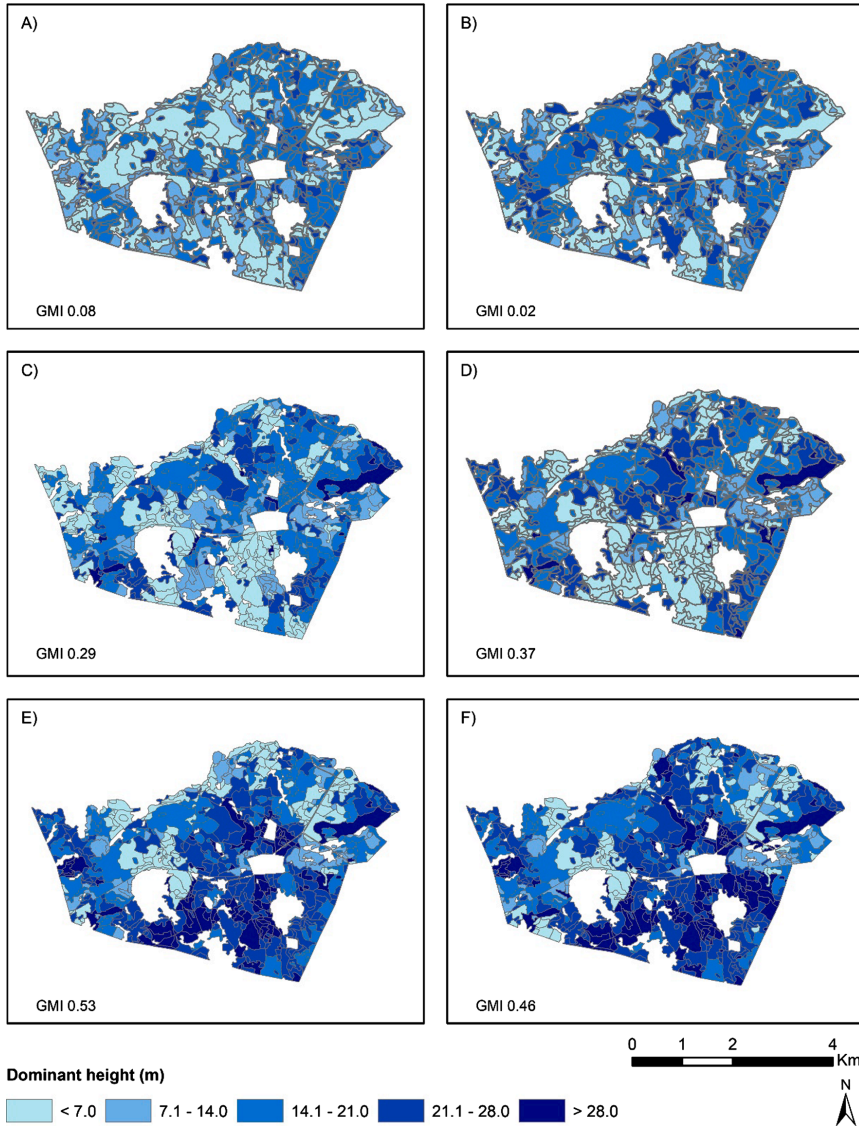 A)
B)
GMI 0.08
GMI 0.02
C)
D)
GMI 0.29
GMI 0.37
E)
F)
GMI 0.53
GMI 0.46
0 1 2 4
Km
N
Dominant height (m)
< 7.0 7.1 - 14.0 14.1 - 21.0 21.1 - 28.0 > 28.0